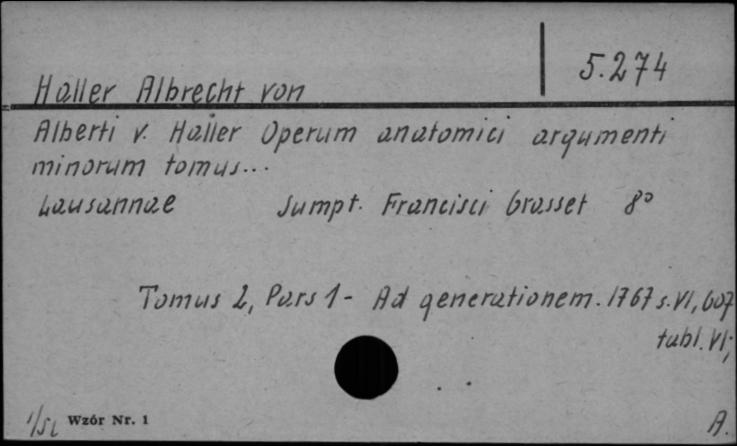 5.274
Haller Albrecht von
Alberti v. Haller Operum anatomici argumenti
minorum tomus...
Lausannae Sumpt. Francisci Grasset 8°
Tomus 2, Pars 1 - Ad generationem. 1767 s. VI, 607
tabl. VI;
Wzór Nr. 1
A.